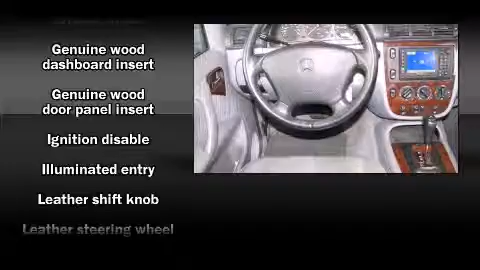 Genuine wood
dashboard insert
Genuine wood
door panel insert
Ignition disable
Illuminated entry
Leather shift knob
Leather steering wheel